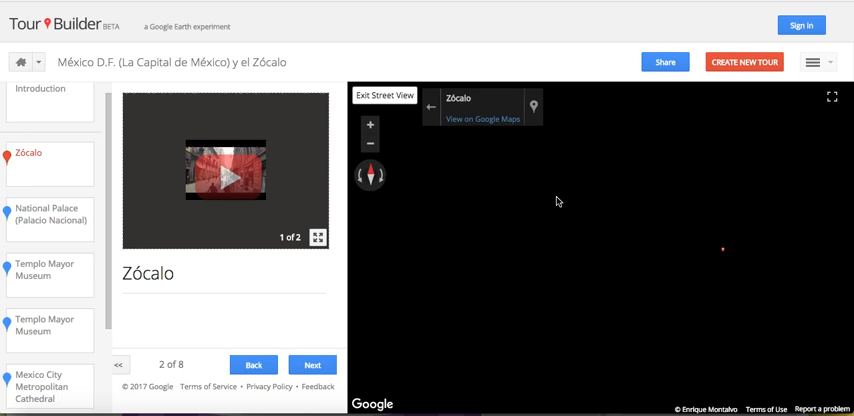 Tour Builder BETA a Google Earth experiment Sign in
México D.F. (La Capital de México) y el Zócalo Share CREATE NEW TOUR
Introduction
Zócalo
National Palace
(Palacio Nacional)
Templo Mayor
Museum
Templo Mayor
Museum
Mexico City
Metropolitan
Cathedral
1 of 2
Zócalo
<< 2 of 8 Back Next
© 2017 Google Terms of Service • Privacy Policy • Feedback
Exit Street View
Zócalo
View on Google Maps
+
−
Google
© Enrique Montalvo Terms of Use Report a problem